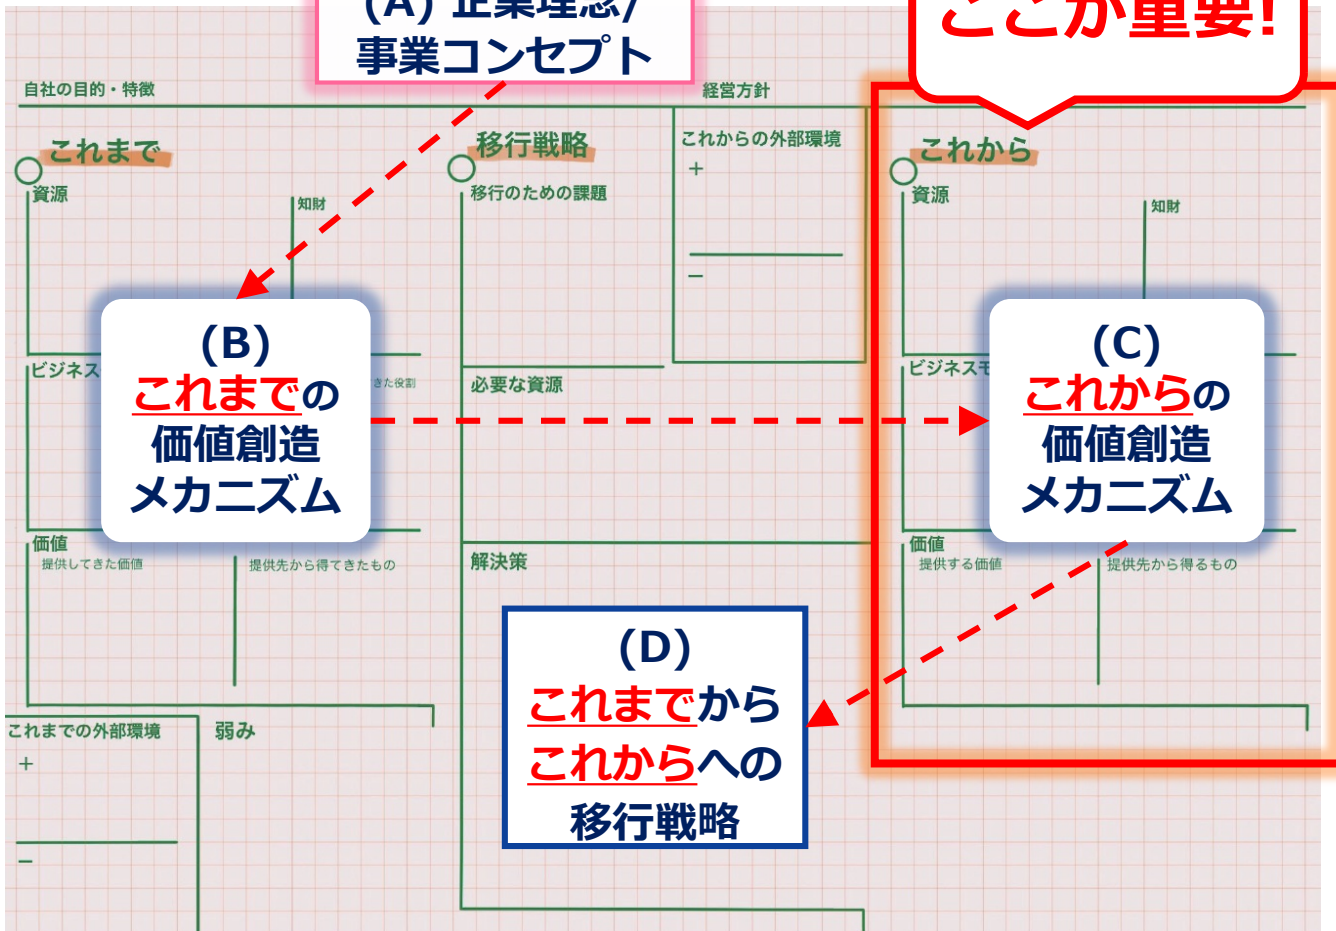 (A) 企業理念/
事業コンセプト
ここが重要!
自社の目的・特徴
経営方針
これまで
資源
知財
ビジネス
きた役割
価値
提供してきた価値
提供先から得てきたもの
これまでの外部環境
+
−
弱み
移行戦略
移行のための課題
これからの外部環境
+
−
必要な資源
解決策
これから
資源
知財
ビジネスモ
価値
提供する価値
提供先から得るもの
(B)
これまでの
価値創造
メカニズム
(C)
これからの
価値創造
メカニズム
(D)
これまでから
これからへの
移行戦略